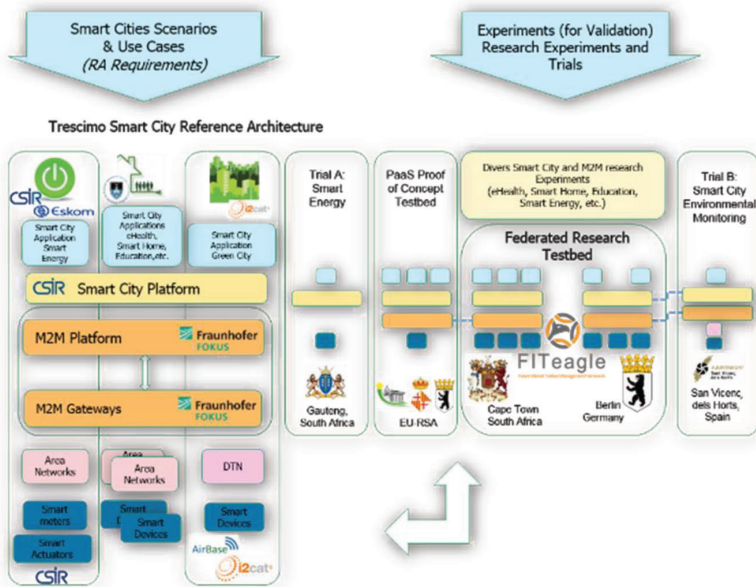 Smart Cities Scenarios
& Use Cases
(RA Requirements)
Experiments (for Validation)
Research Experiments and
Trials
Trescimo Smart City Reference Architecture
CSIR
Eskom
i2cat
Smart City
Application
Smart
Energy
Smart City
Applications
eHealth,
Smart Home,
Education,etc.
Smart City
Application
Green City
CSIR Smart City Platform
M2M Platform
Fraunhofer
FOKUS
M2M Gateways
Fraunhofer
FOKUS
Area
Networks
Area
Area
Networks
DTN
Smart
meters
Smart
Smart
Devices
Smart
Devices
Smart
Actuators
CSIR
AirBase
i2cat
Trial A:
Smart
Energy
Gauteng,
South Africa
PaaS Proof
of Concept
Testbed
EU-RSA
Divers Smart City and M2M research
Experiments
(eHealth, Smart Home, Education,
Smart Energy, etc.)
Federated Research
Testbed
FITeagle
Cape Town
South Africa
Berlin
Germany
Trial B:
Smart City
Environmental
Monitoring
San Vicenç,
dels Horts,
Spain